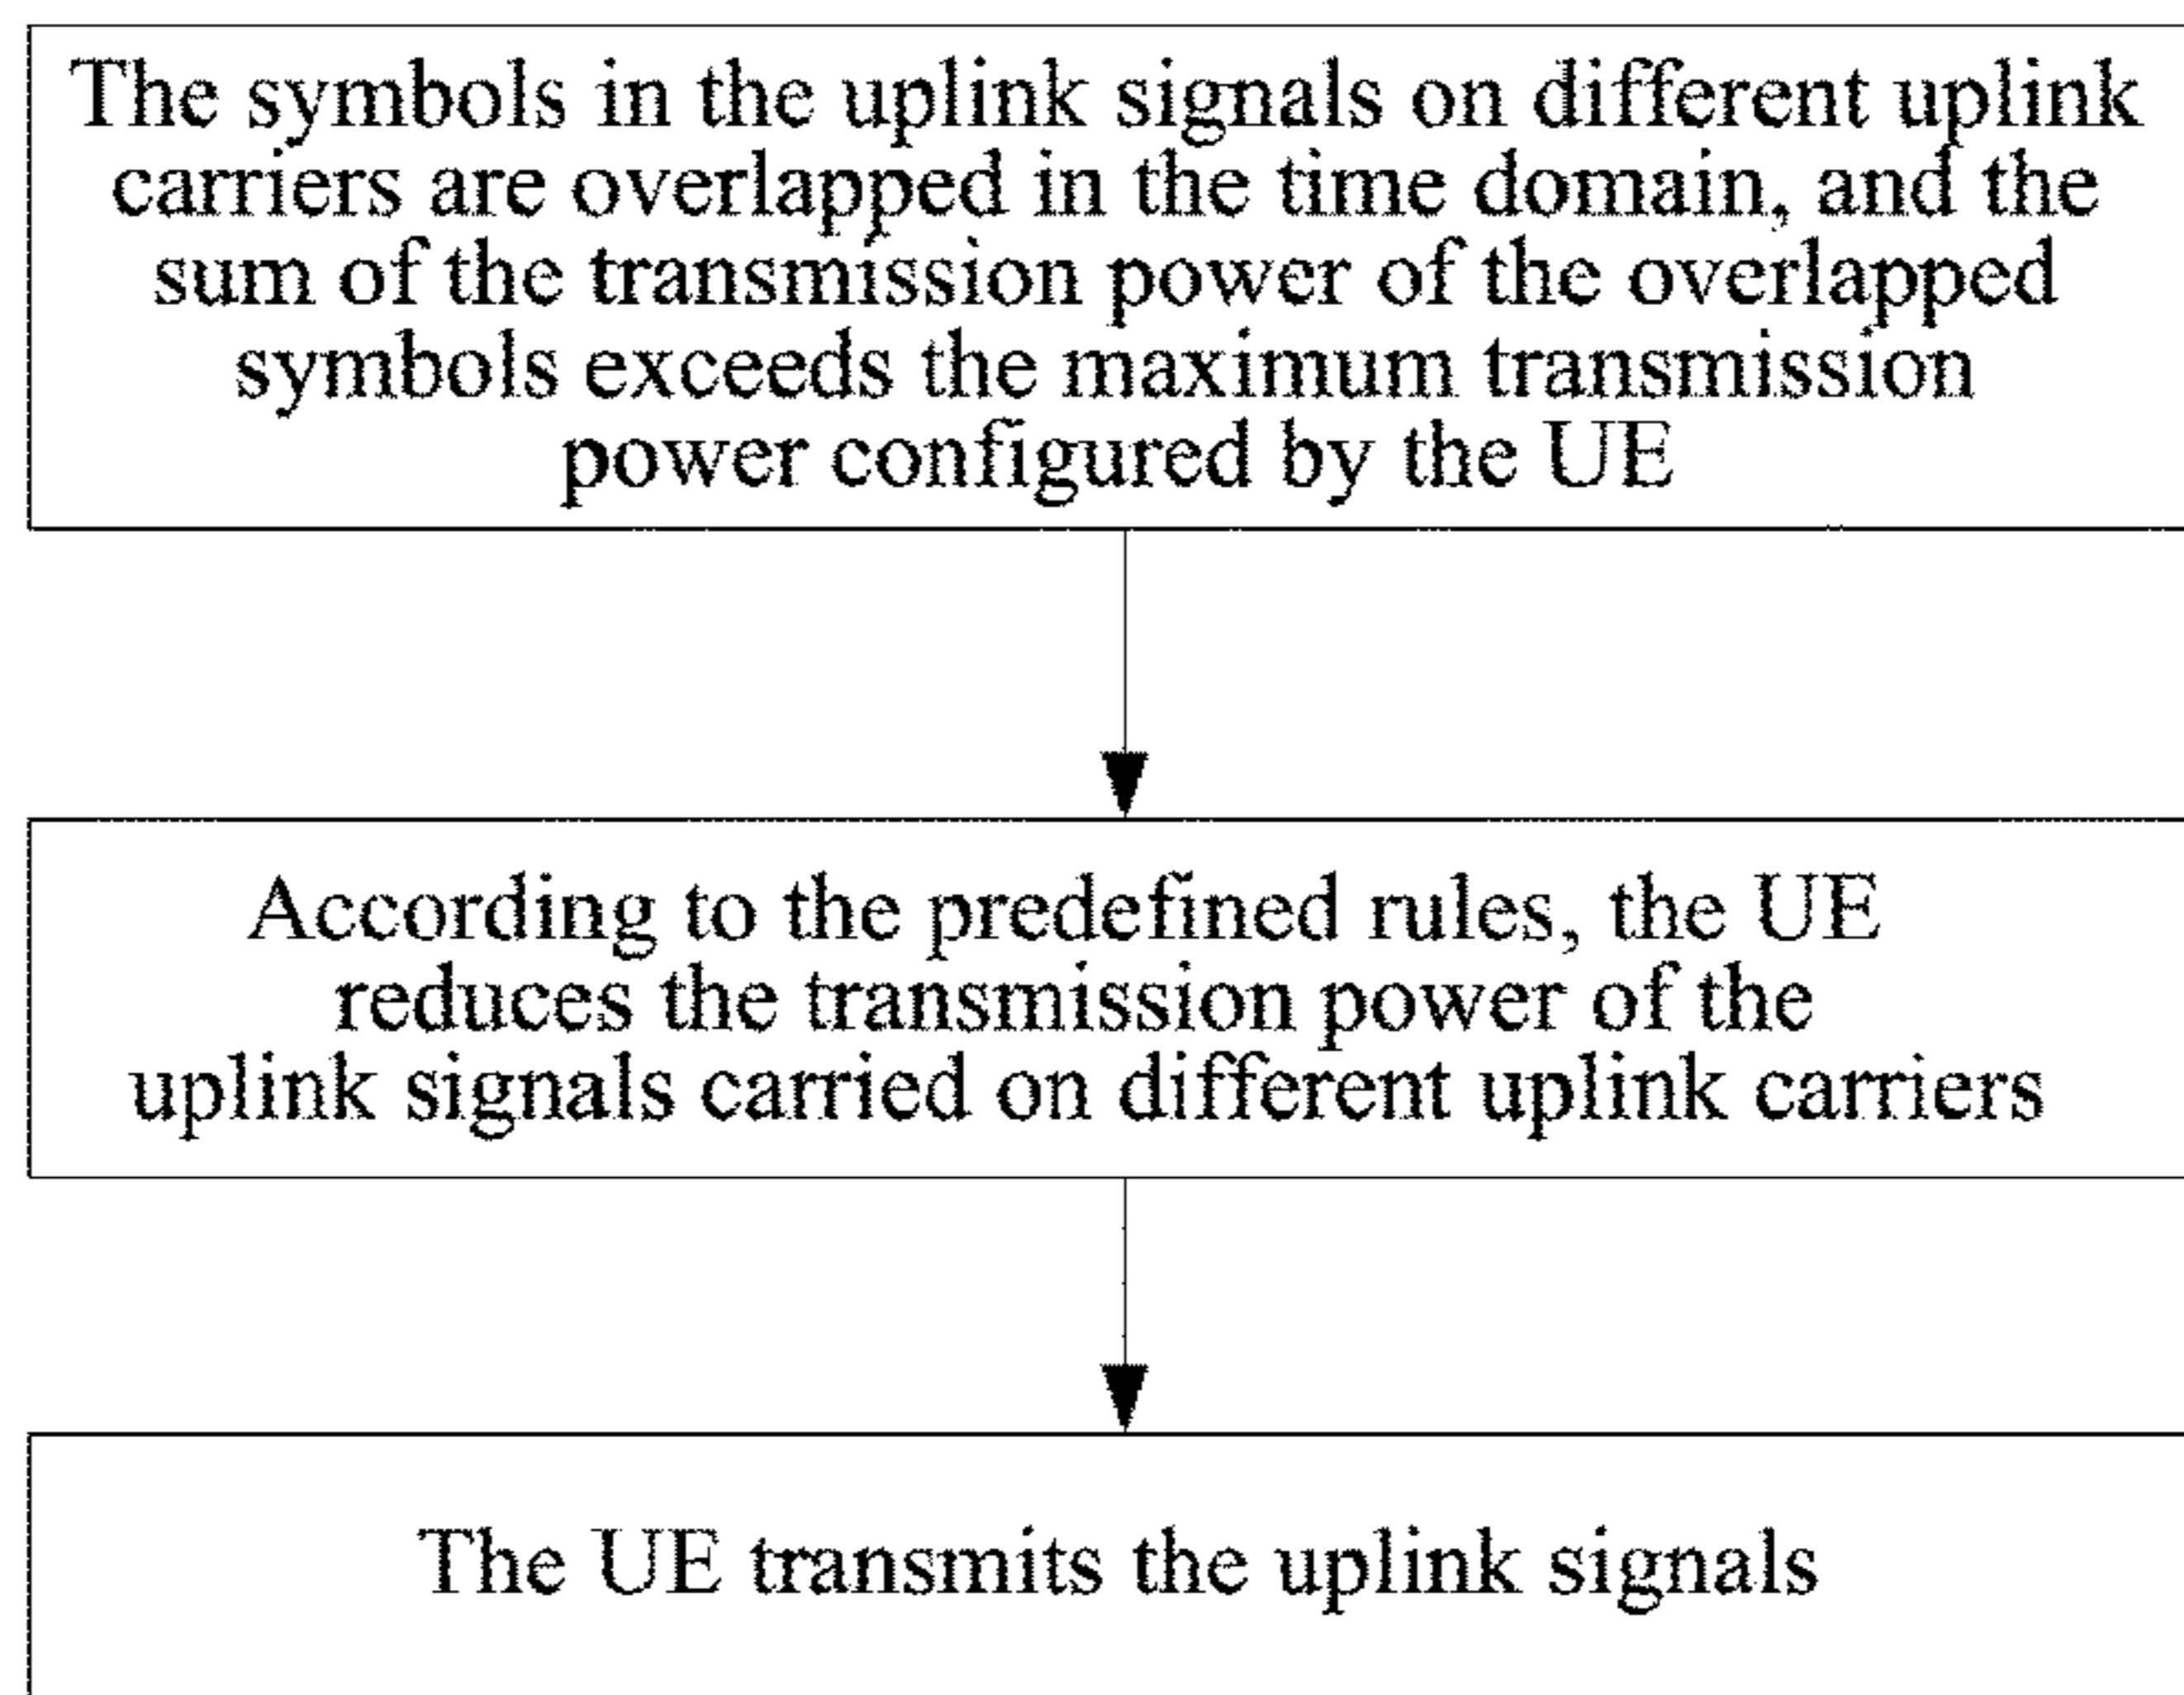 The symbols in the uplink signals on different uplink
carriers are overlapped in the time domain, and the
sum of the transmission power of the overlapped
symbols exceeds the maximum transmission
power configured by the UE
According to the predefined rules, the UE
reduces the transmission power of the
uplink signals carried on different uplink carriers
The UE transmits the uplink signals